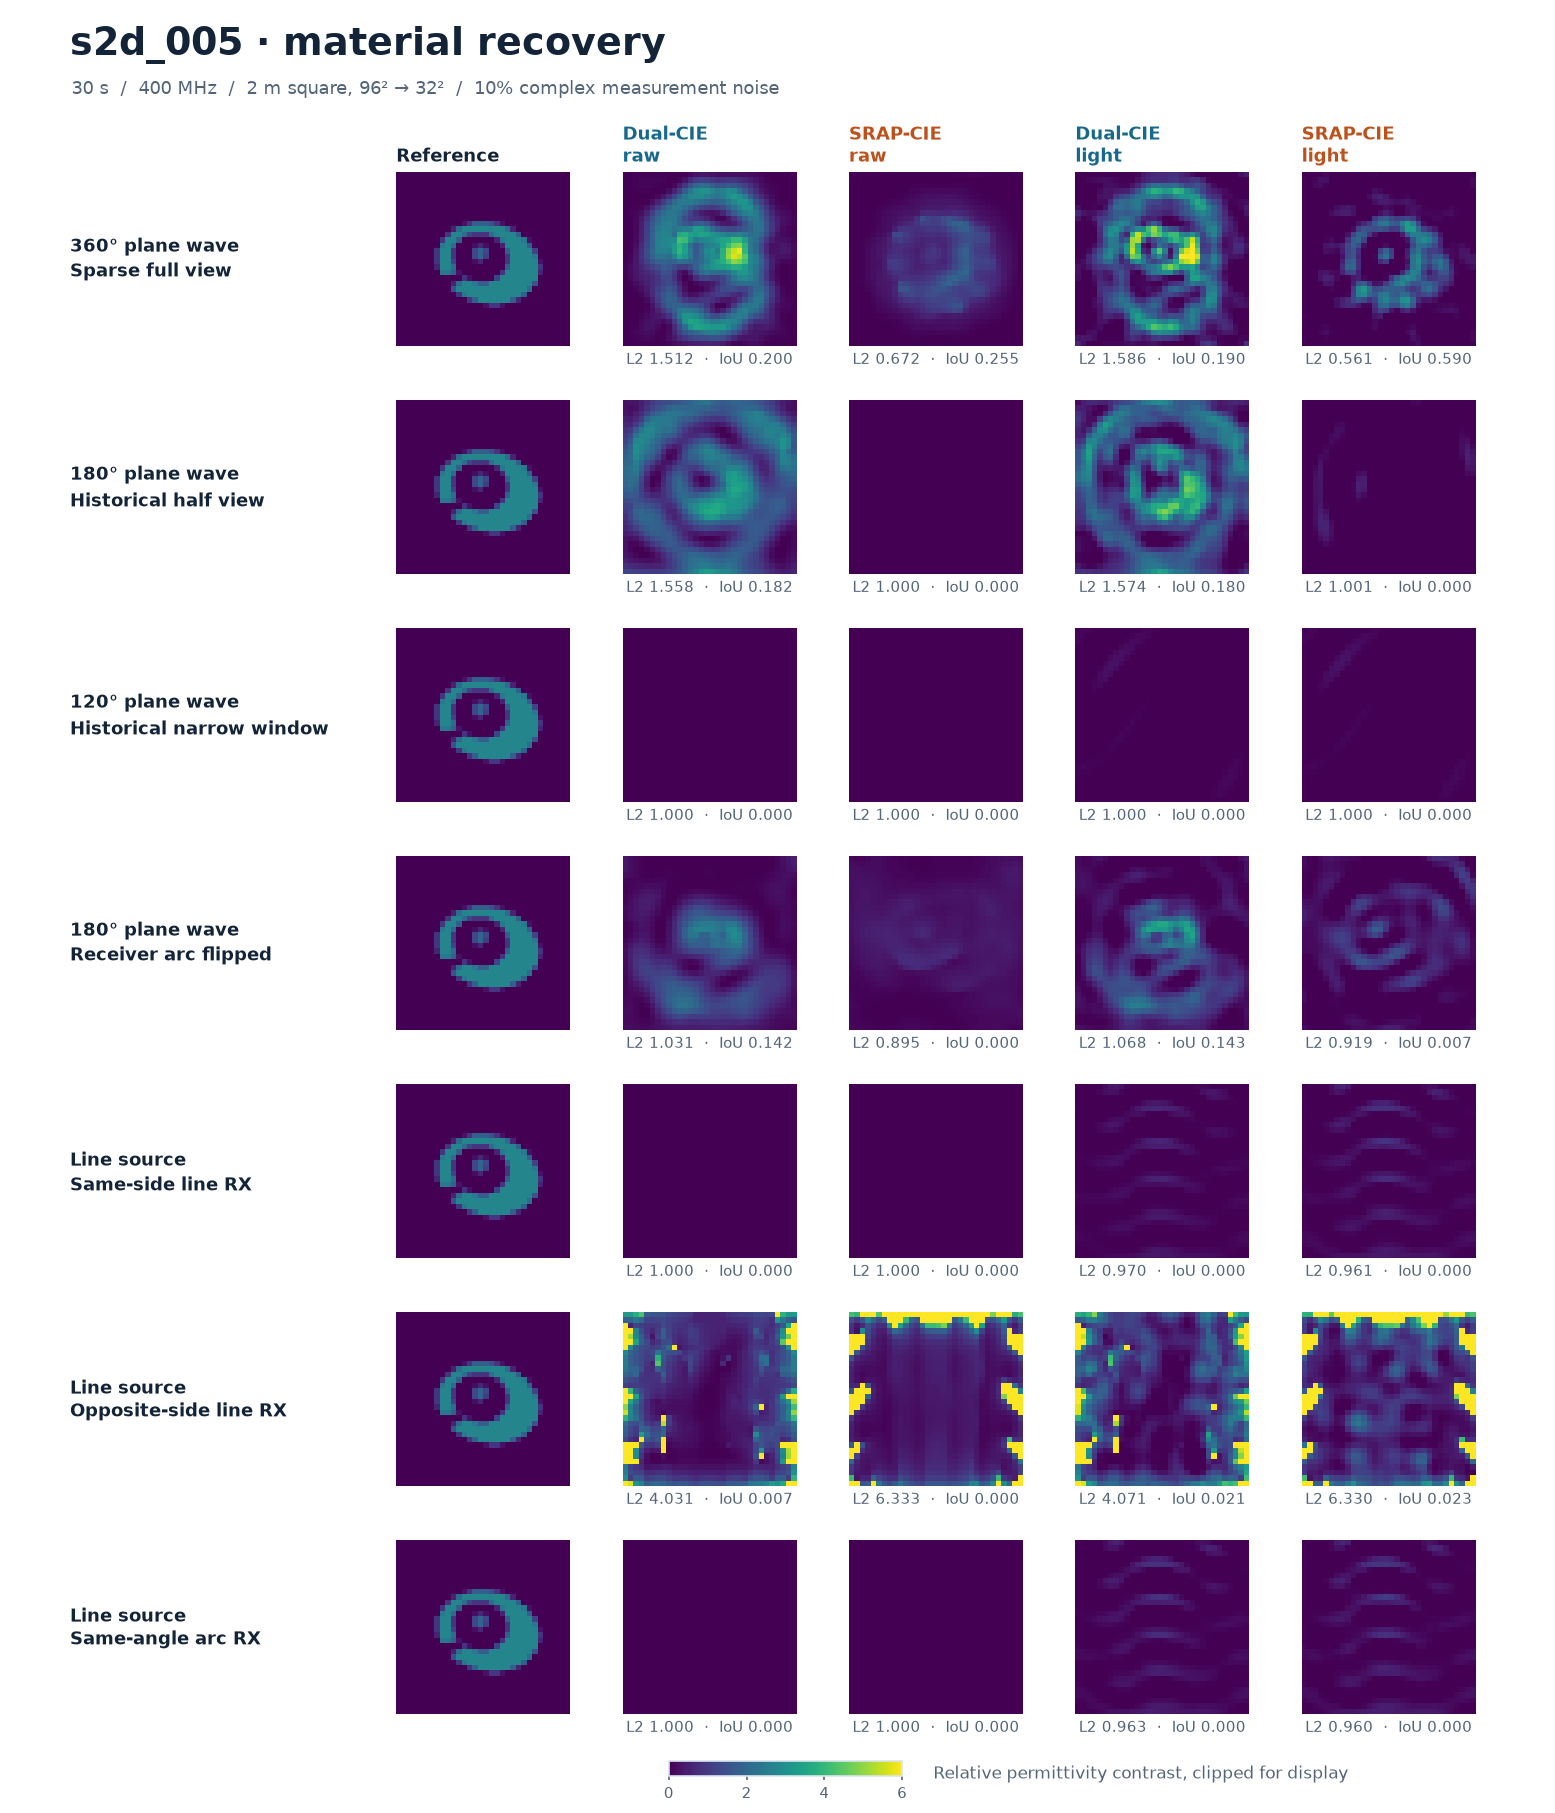 s2d_005 · material recovery
30 s / 400 MHz / 2 m square, 96² → 32² / 10% complex measurement noise
Reference
Dual-CIE
raw
SRAP-CIE
raw
Dual-CIE
light
SRAP-CIE
light
360° plane wave
Sparse full view
L2 1.512 · IoU 0.200
L2 0.672 · IoU 0.255
L2 1.586 · IoU 0.190
L2 0.561 · IoU 0.590
180° plane wave
Historical half view
L2 1.558 · IoU 0.182
L2 1.000 · IoU 0.000
L2 1.574 · IoU 0.180
L2 1.001 · IoU 0.000
120° plane wave
Historical narrow window
L2 1.000 · IoU 0.000
L2 1.000 · IoU 0.000
L2 1.000 · IoU 0.000
L2 1.000 · IoU 0.000
180° plane wave
Receiver arc flipped
L2 1.031 · IoU 0.142
L2 0.895 · IoU 0.000
L2 1.068 · IoU 0.143
L2 0.919 · IoU 0.007
Line source
Same-side line RX
L2 1.000 · IoU 0.000
L2 1.000 · IoU 0.000
L2 0.970 · IoU 0.000
L2 0.961 · IoU 0.000
Line source
Opposite-side line RX
L2 4.031 · IoU 0.007
L2 6.333 · IoU 0.000
L2 4.071 · IoU 0.021
L2 6.330 · IoU 0.023
Line source
Same-angle arc RX
L2 1.000 · IoU 0.000
L2 1.000 · IoU 0.000
L2 0.963 · IoU 0.000
L2 0.960 · IoU 0.000
0 2 4 6
Relative permittivity contrast, clipped for display